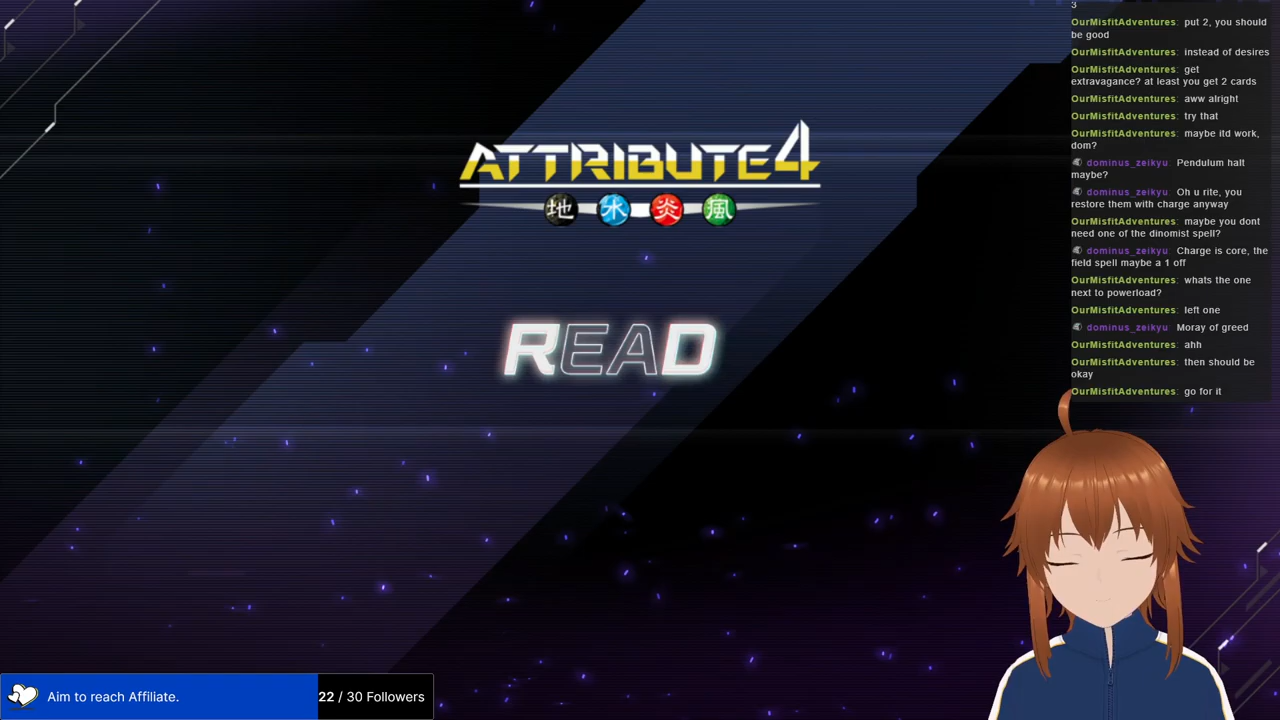 ATTRIBUTE4
地 水 炎 風
READ
3
OurMisfitAdventures: put 2, you should
be good
OurMisfitAdventures: instead of desires
OurMisfitAdventures: get
extravagance? at least you get 2 cards
OurMisfitAdventures: aww alright
OurMisfitAdventures: try that
OurMisfitAdventures: maybe itd work,
dom?
dominus_zeikyu: Pendulum halt
maybe?
dominus_zeikyu: Oh u rite, you
restore them with charge anyway
OurMisfitAdventures: maybe you dont
need one of the dinomist spell?
dominus_zeikyu: Charge is core, the
field spell maybe a 1 off
OurMisfitAdventures: whats the one
next to powerload?
OurMisfitAdventures: left one
dominus_zeikyu: Moray of greed
OurMisfitAdventures: ahh
OurMisfitAdventures: then should be
okay
OurMisfitAdventures: go for it
Aim to reach Affiliate.
22 / 30 Followers